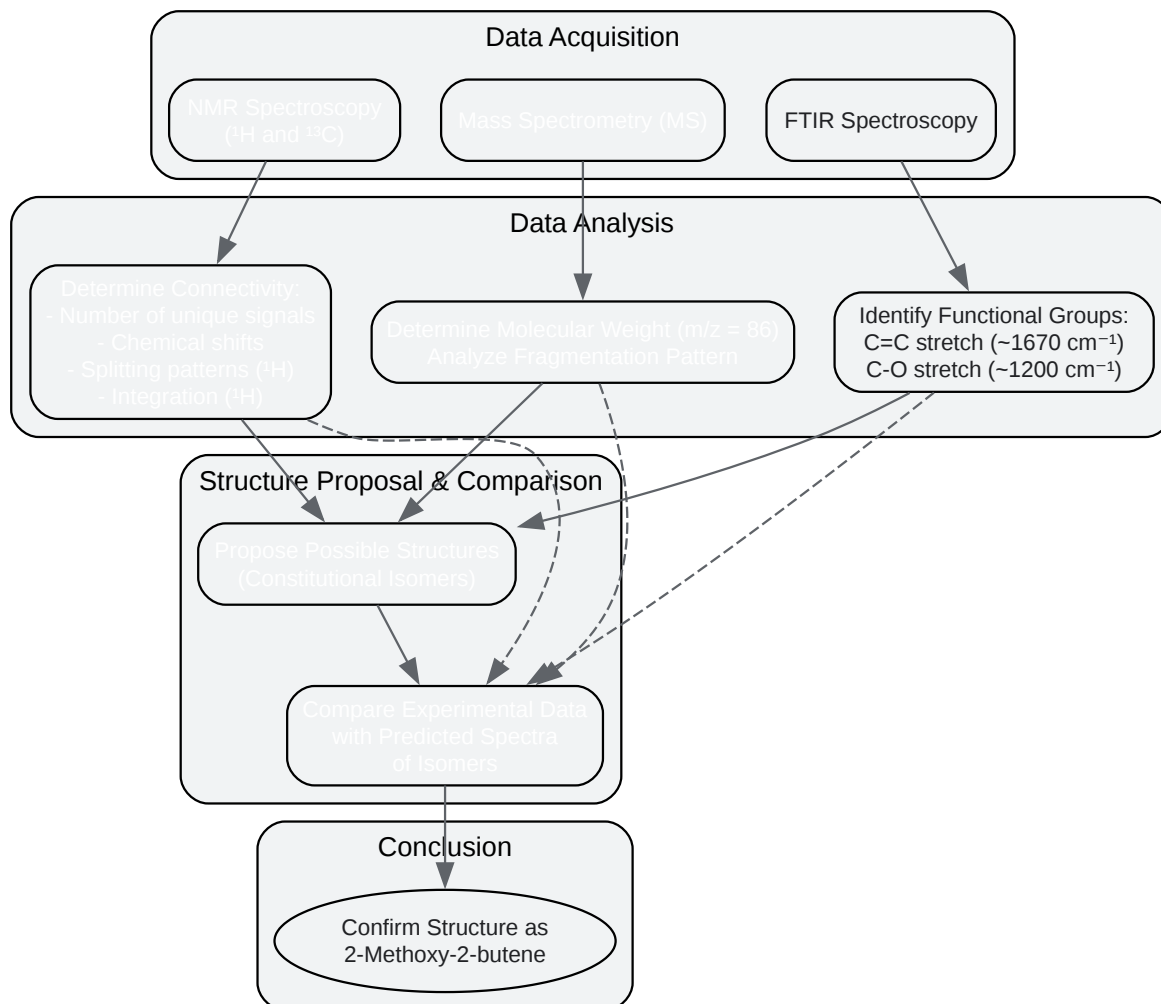 Data Acquisition
NMR Spectroscopy
(¹H and ¹³C)
Mass Spectrometry (MS)
FTIR Spectroscopy
Data Analysis
Determine Connectivity:
- Number of unique signals
- Chemical shifts
- Splitting patterns (¹H)
- Integration (¹H)
Determine Molecular Weight (m/z = 86)
Analyze Fragmentation Pattern
Identify Functional Groups:
C=C stretch (~1670 cm⁻¹)
C-O stretch (~1200 cm⁻¹)
Structure Proposal & Comparison
Propose Possible Structures
(Constitutional Isomers)
Compare Experimental Data
with Predicted Spectra
of Isomers
Conclusion
Confirm Structure as
2-Methoxy-2-butene